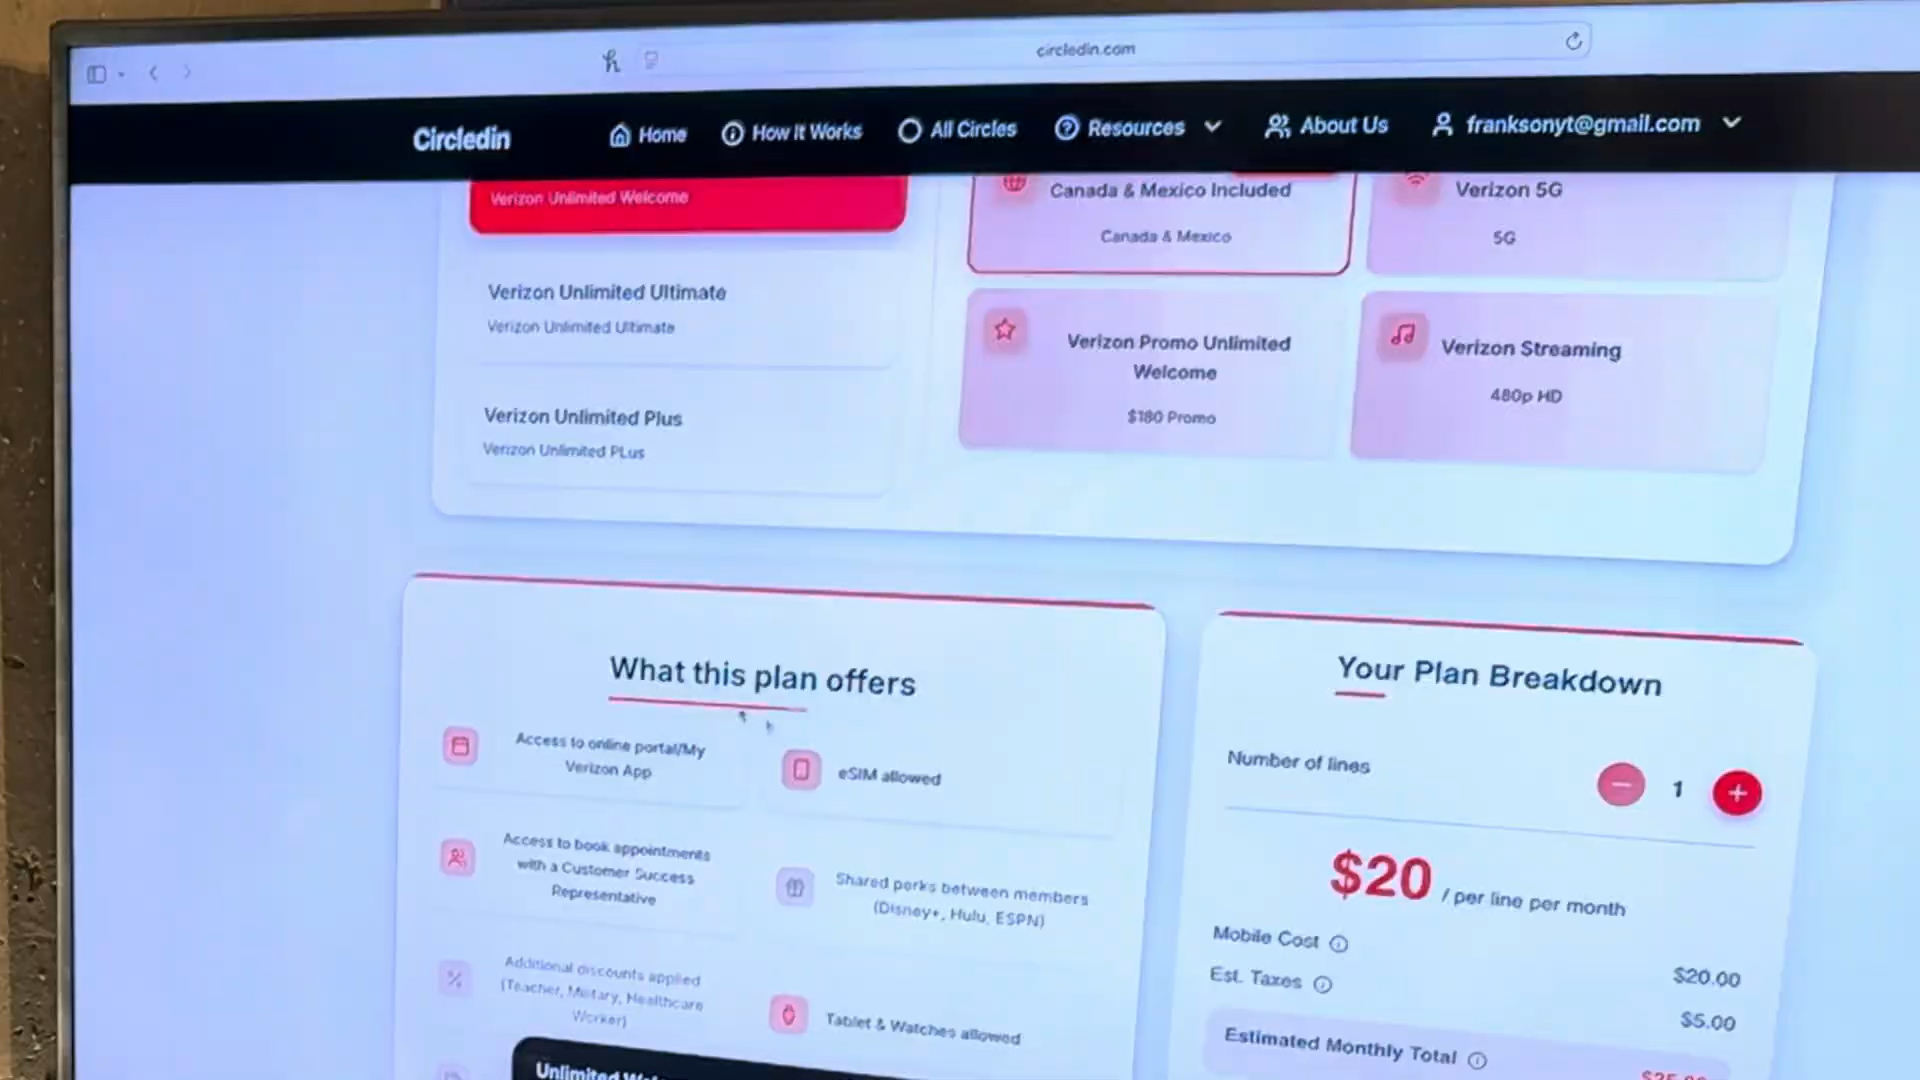 circledin.com
Circledin
Home
How It Works
All Circles
Resources
About Us
franksonyt@gmail.com
Verizon Unlimited Welcome
Canada & Mexico Included
Canada & Mexico
Verizon 5G
5G
Verizon Unlimited Ultimate
Verizon Unlimited Ultimate
Verizon Promo Unlimited
Welcome
$180 Promo
Verizon Streaming
480p HD
Verizon Unlimited Plus
Verizon Unlimited PLus
What this plan offers
Access to online portal/My
Verizon App
eSIM allowed
Access to book appointments
with a Customer Success
Representative
Shared perks between members
(Disney+, Hulu, ESPN)
Additional discounts applied
(Teacher, Military, Healthcare
Worker)
Tablet & Watches allowed
Unlimited
Your Plan Breakdown
Number of lines
1
$20 / per line per month
Mobile Cost
$20.00
Est. Taxes
$5.00
Estimated Monthly Total